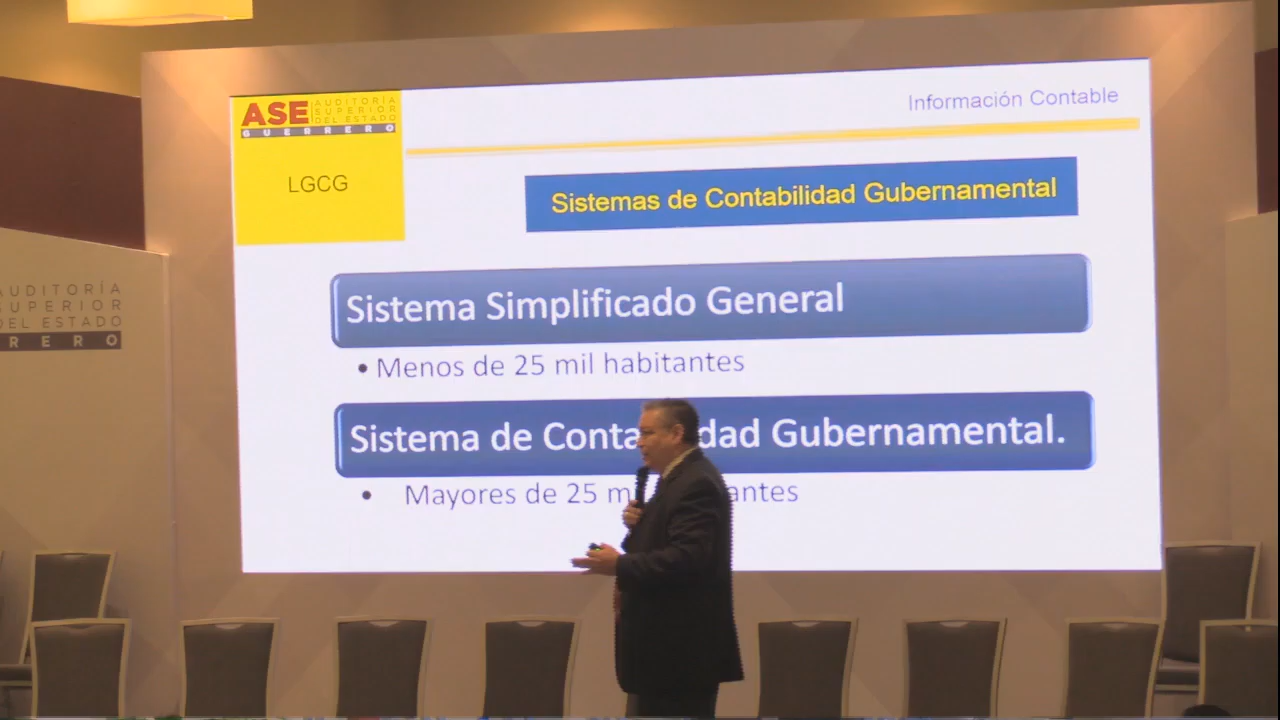 ASE AUDITORÍA
SUPERIOR
DEL ESTADO
GUERRERO
LGCG
Información Contable
Sistemas de Contabilidad Gubernamental
Sistema Simplificado General
• Menos de 25 mil habitantes
Sistema de Conta dad Gubernamental.
• Mayores de 25 m antes
AUDITORÍA
SUPERIOR
DEL ESTADO
RERO